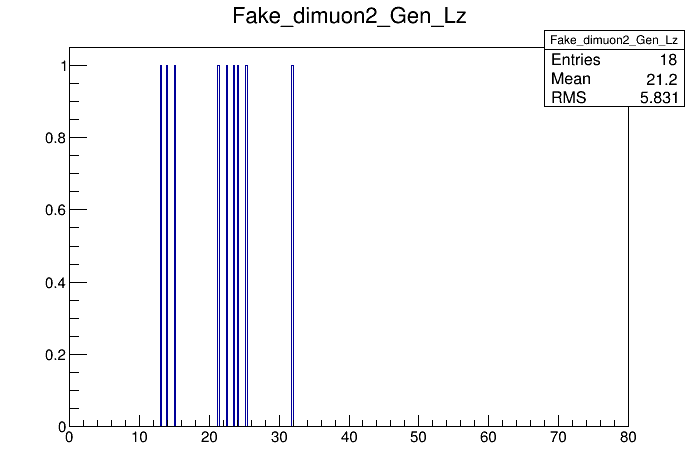 Fake_dimuon2_Gen_Lz
Fake_dimuon2_Gen_Lz
Entries 18
Mean 21.2
RMS 5.831
1
0.8
0.6
0.4
0.2
0
0 10 20 30 40 50 60 70 80